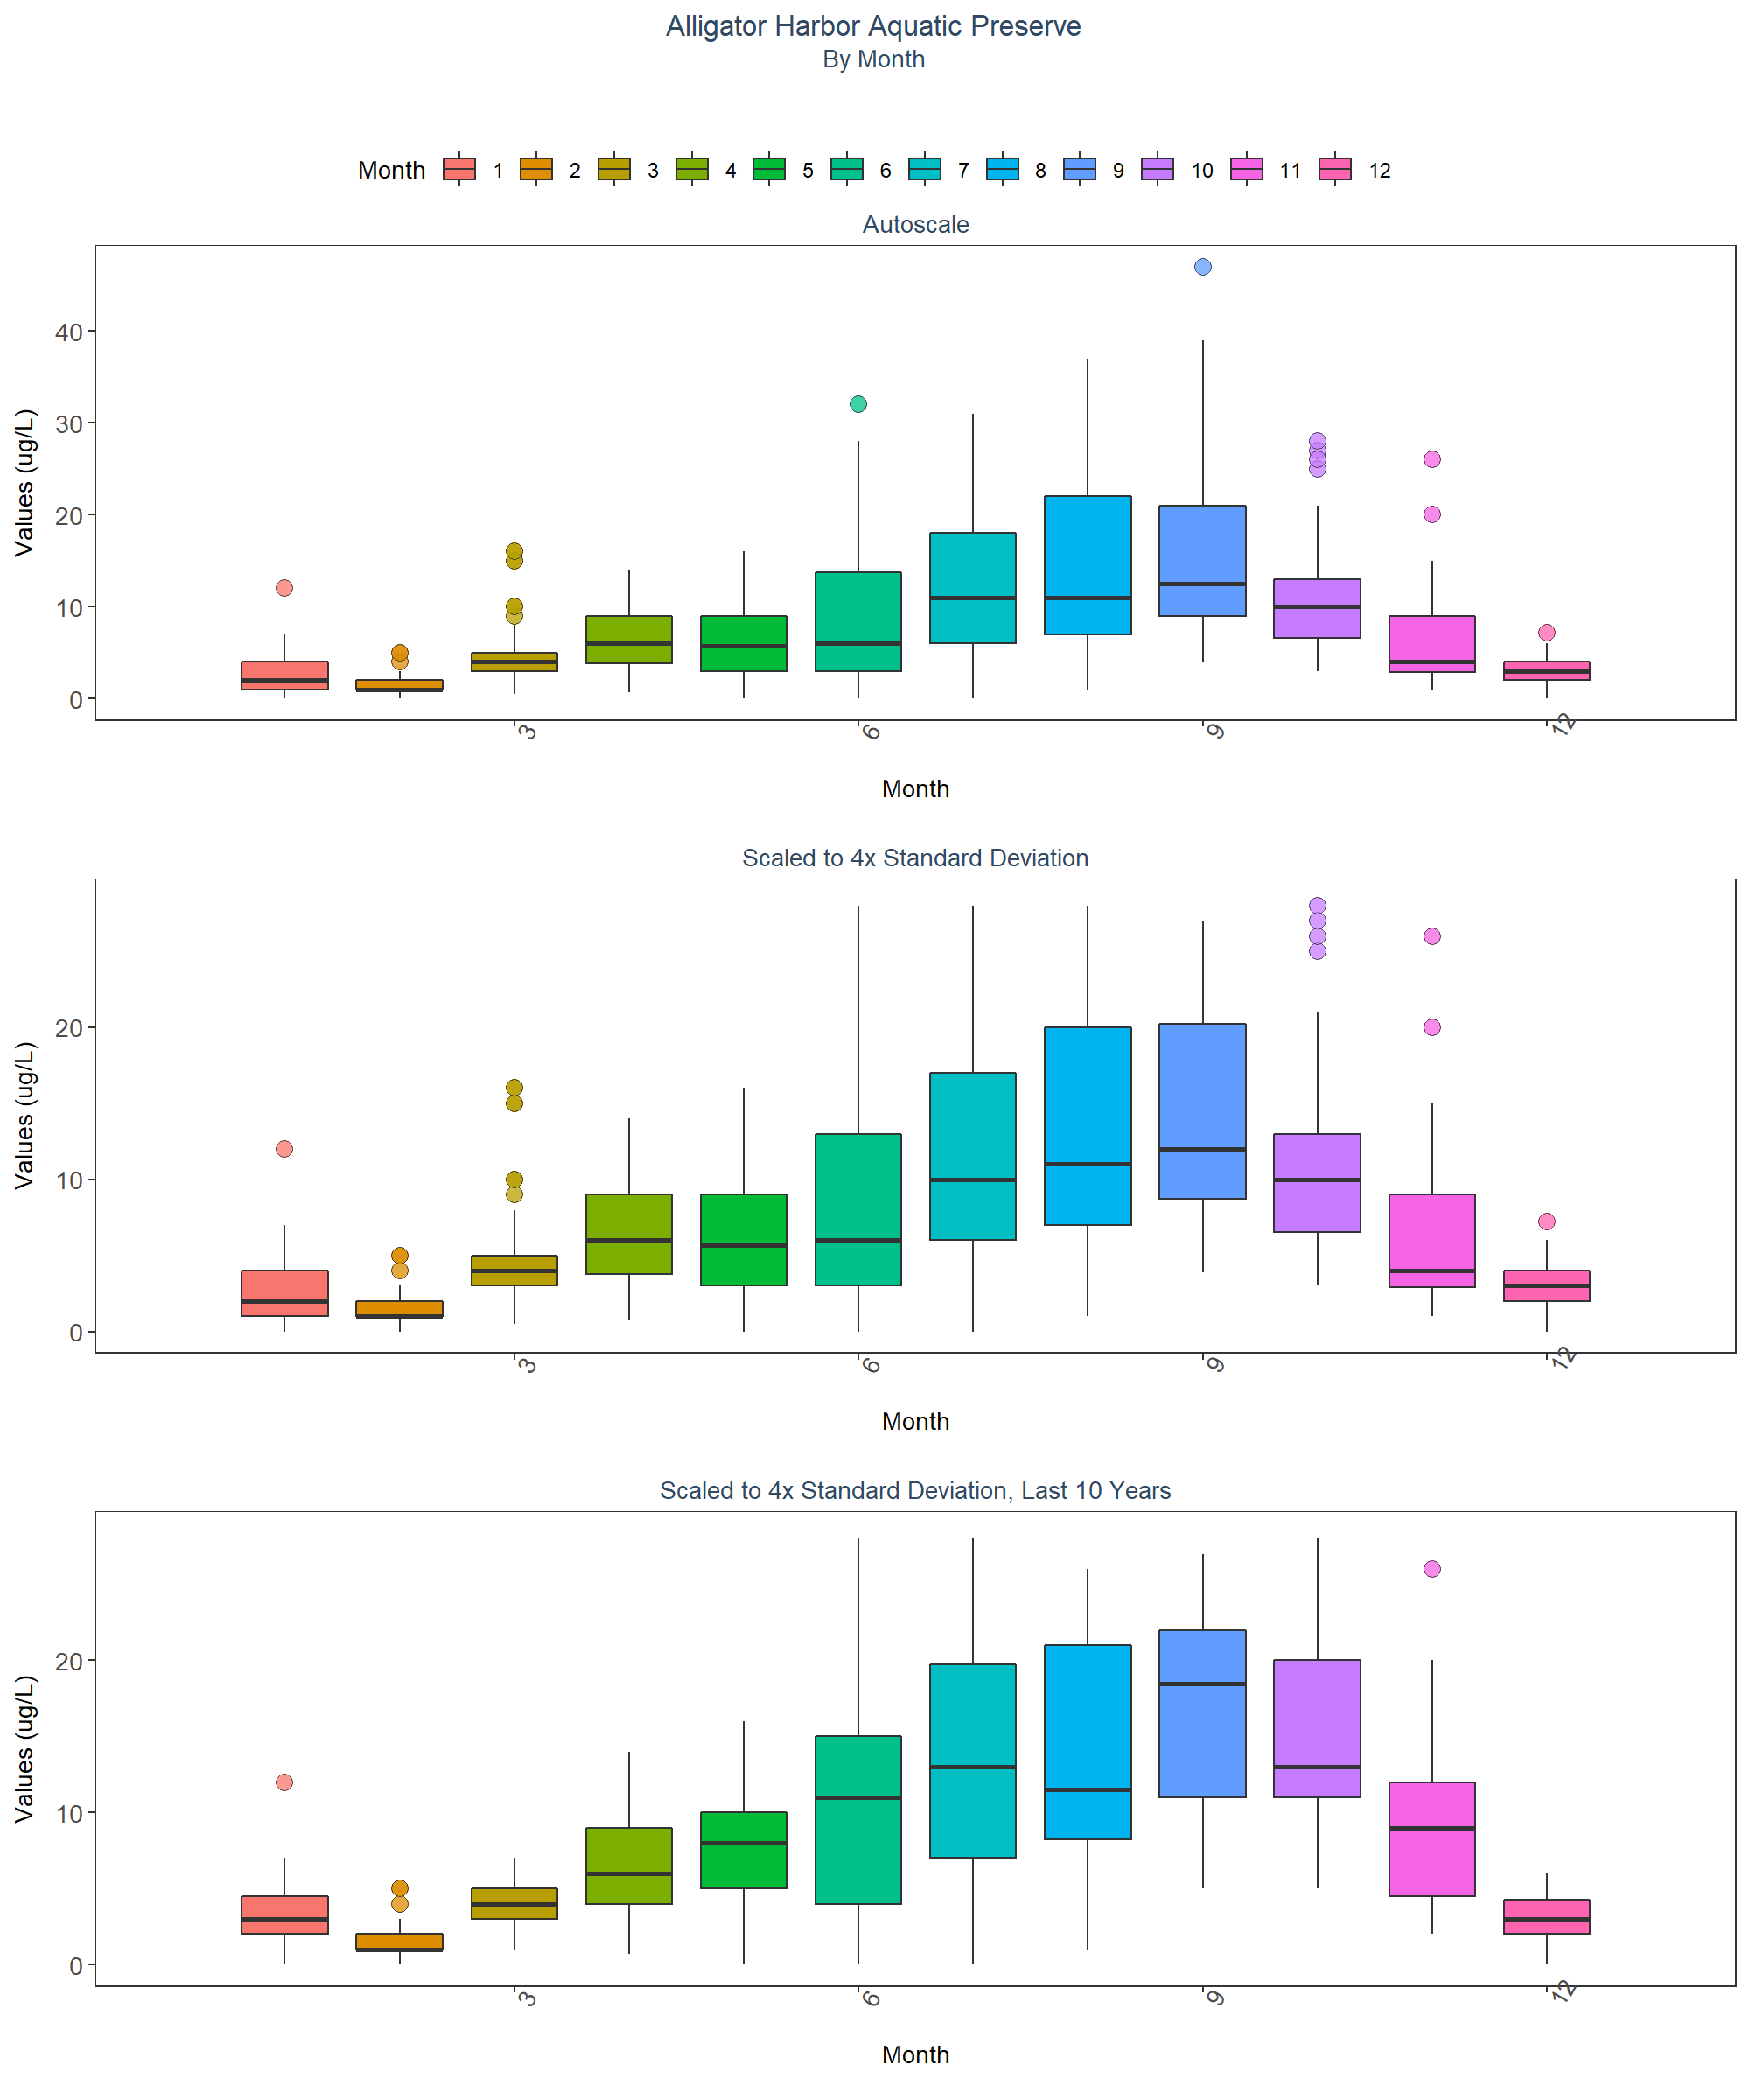 Alligator Harbor Aquatic Preserve
By Month
Month 1 2 3 4 5 6 7 8 9 10 11 12
Autoscale
Values (ug/L)
40
30
20
10
0
3 6 9 12
Month
Scaled to 4x Standard Deviation
Values (ug/L)
20
10
0
3 6 9 12
Month
Scaled to 4x Standard Deviation, Last 10 Years
Values (ug/L)
20
10
0
3 6 9 12
Month